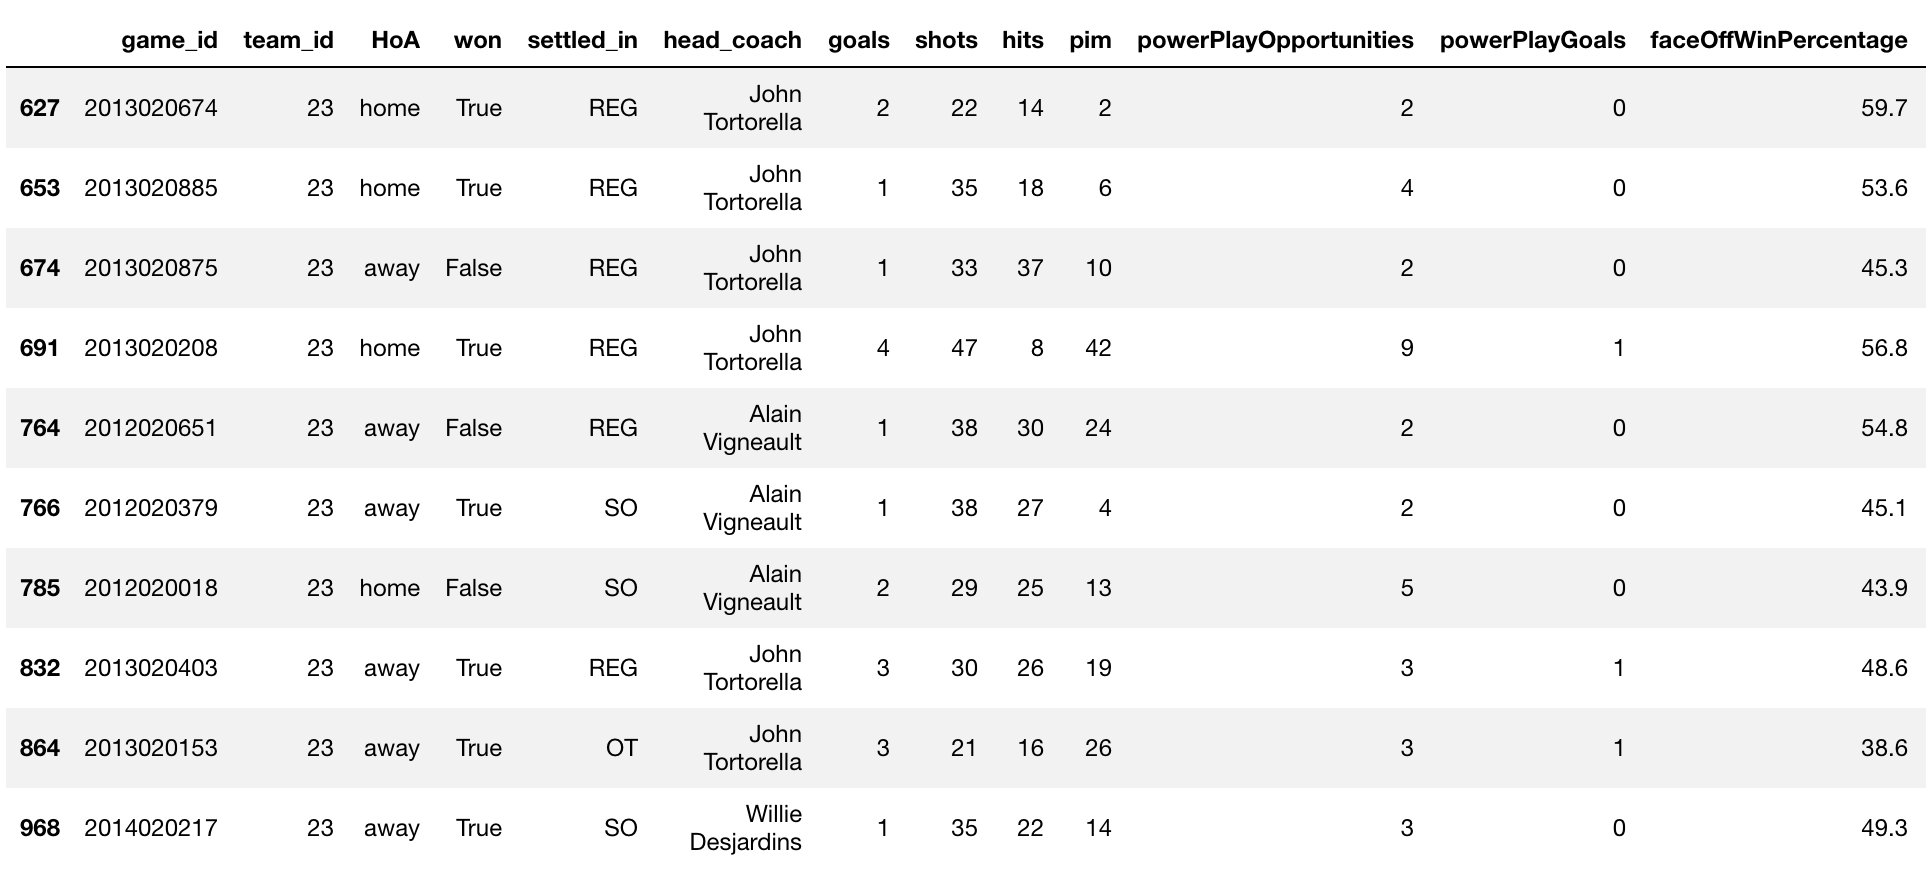 game_id team_id HoA won settled_in head_coach goals shots hits pim powerPlayOpportunities powerPlayGoals faceOffWinPercentage
627 2013020674 23 home True REG John Tortorella 2 22 14 2 2 0 59.7
653 2013020885 23 home True REG John Tortorella 1 35 18 6 4 0 53.6
674 2013020875 23 away False REG John Tortorella 1 33 37 10 2 0 45.3
691 2013020208 23 home True REG John Tortorella 4 47 8 42 9 1 56.8
764 2012020651 23 away False REG Alain Vigneault 1 38 30 24 2 0 54.8
766 2012020379 23 away True SO Alain Vigneault 1 38 27 4 2 0 45.1
785 2012020018 23 home False SO Alain Vigneault 2 29 25 13 5 0 43.9
832 2013020403 23 away True REG John Tortorella 3 30 26 19 3 1 48.6
864 2013020153 23 away True OT John Tortorella 3 21 16 26 3 1 38.6
968 2014020217 23 away True SO Willie Desjardins 1 35 22 14 3 0 49.3